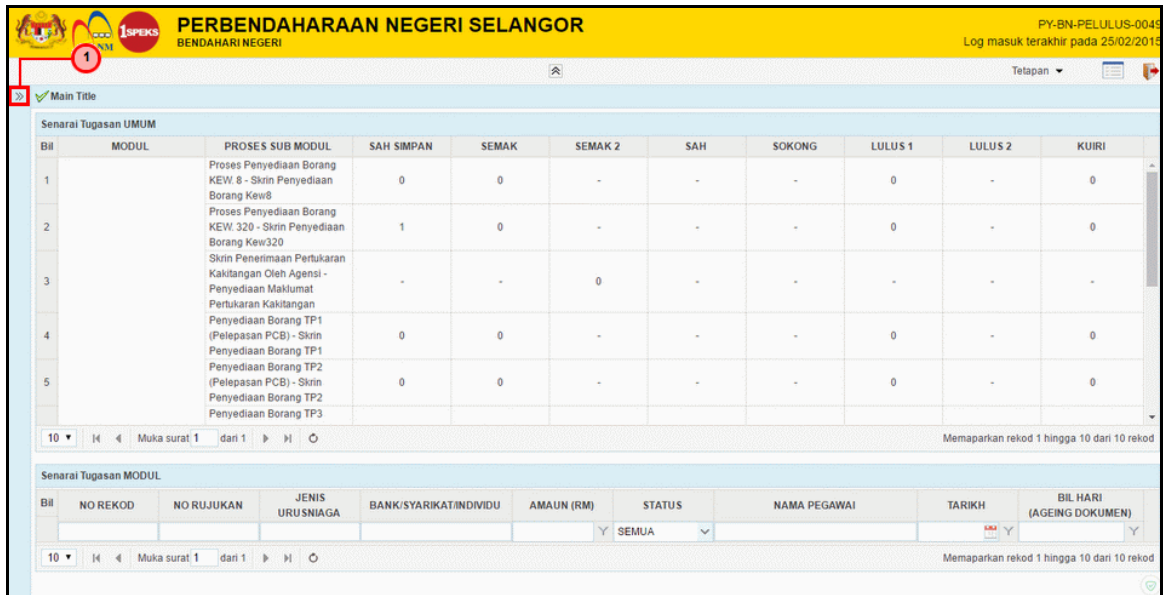 1SPEKS
NM
PERBENDAHARAAN NEGERI SELANGOR
BENDAHARI NEGERI
PY-BN-PELULUS-0049
Log masuk terakhir pada 25/02/2015
1
Tetapan
Main Title
Senarai Tugasan UMUM
Bil MODUL PROSES SUB MODUL SAH SIMPAN SEMAK SEMAK 2 SAH SOKONG LULUS 1 LULUS 2 KUIRI
Proses Penyediaan Borang
1 KEW. 8 - Skrin Penyediaan 0 0 - - - 0 - 0
Borang Kew8
Proses Penyediaan Borang
2 KEW. 320 - Skrin Penyediaan 1 0 - - - 0 - 0
Borang Kew320
Skrin Penerimaan Pertukaran
3 Kakitangan Oleh Agensi - - - 0 - - - - -
Penyediaan Maklumat
Pertukaran Kakitangan
Penyediaan Borang TP1
4 (Pelepasan PCB) - Skrin 0 0 - - - 0 - 0
Penyediaan Borang TP1
Penyediaan Borang TP2
5 (Pelepasan PCB) - Skrin 0 0 - - - 0 - 0
Penyediaan Borang TP2
Penyediaan Borang TP3
10 Muka surat 1 dari 1 Memaparkan rekod 1 hingga 10 dari 10 rekod
Senarai Tugasan MODUL
Bil NO REKOD NO RUJUKAN JENIS URUSNIAGA BANK/SYARIKAT/INDIVIDU AMAUN (RM) STATUS NAMA PEGAWAI TARIKH BIL HARI (AGEING DOKUMEN)
SEMUA
10 Muka surat 1 dari 1 Memaparkan rekod 1 hingga 10 dari 10 rekod